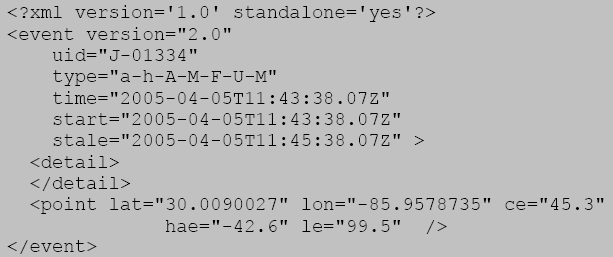 <?xml version='1.0' standalone='yes'?>
<event version="2.0"
    uid="J-01334"
    type="a-h-A-M-F-U-M"
    time="2005-04-05T11:43:38.07Z"
    start="2005-04-05T11:43:38.07Z"
    stale="2005-04-05T11:45:38.07Z" >
  <detail>
  </detail>
  <point lat="30.0090027" lon="-85.9578735" ce="45.3"
            hae="-42.6" le="99.5"  />
</event>